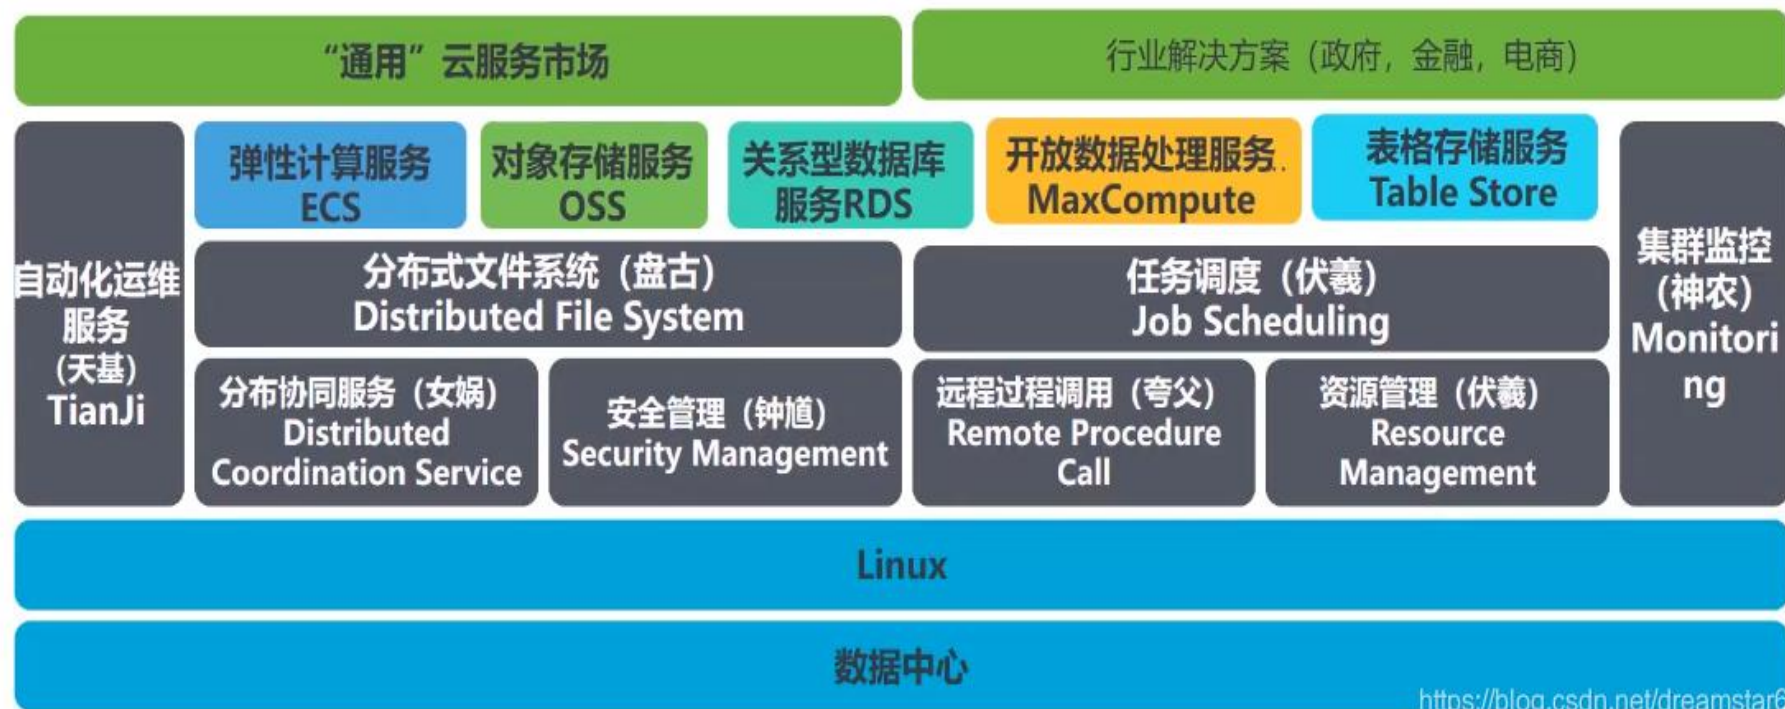 “通用”云服务市场
行业解决方案（政府，金融，电商）
弹性计算服务
ECS
对象存储服务
OSS
关系型数据库
服务RDS
开放数据处理服务..
MaxCompute
表格存储服务
Table Store
自动化运维
服务
（天基）
TianJi
分布式文件系统（盘古）
Distributed File System
任务调度（伏羲）
Job Scheduling
集群监控
（神农）
Monitori
ng
分布协同服务（女娲）
Distributed
Coordination Service
安全管理（钟馗）
Security Management
远程过程调用（夸父）
Remote Procedure
Call
资源管理（伏羲）
Resource
Management
Linux
数据中心
https://blog.csdn.net/dreamstar6